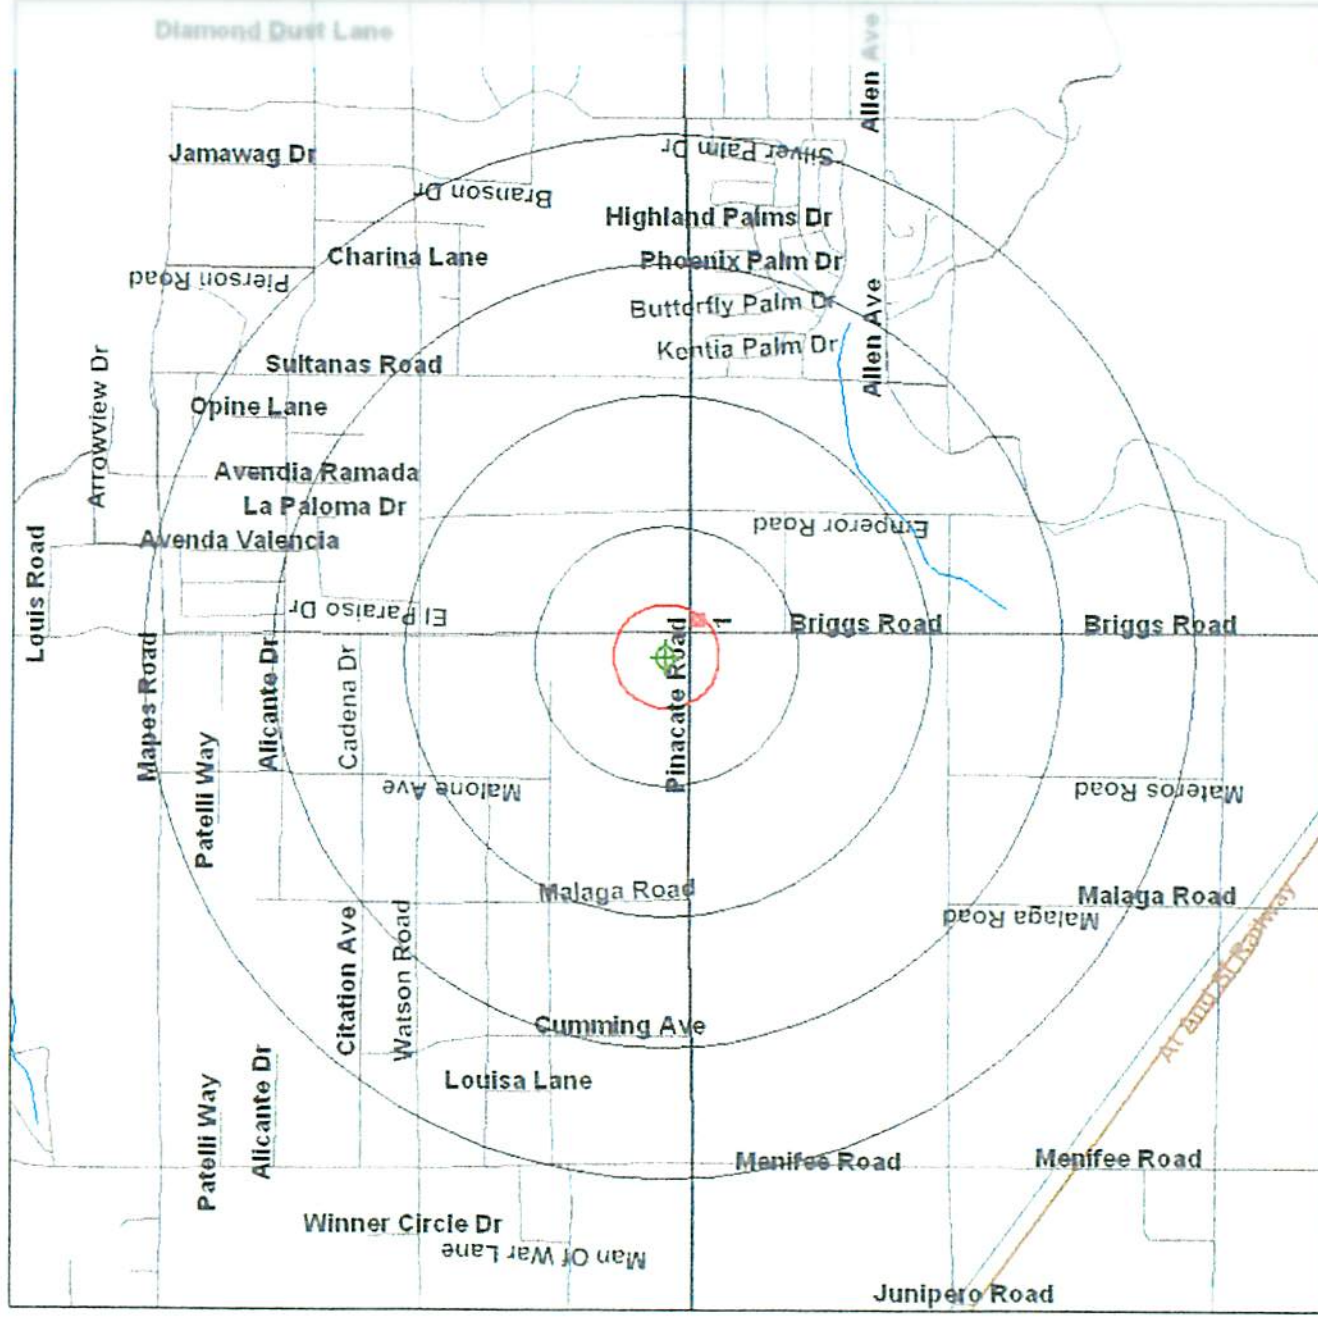 Diamond Dust Lane
Allen Ave
Jamawag Dr
Silver Palm Dr
Branson Dr
Highland Palms Dr
Charina Lane
Phoenix Palm Dr
Pierson Road
Butterfly Palm Dr
Allen Ave
Kentia Palm Dr
Sultanas Road
Arrowview Dr
Opine Lane
Avendia Ramada
La Paloma Dr
Emperor Road
Avenda Valencia
Louis Road
El Paraiso Dr
1
Briggs Road
Briggs Road
Mapes Road
Alicante Dr
Cadena Dr
Pinacate Road
Patelli Way
Malone Ave
Materos Road
Malaga Road
Malaga Road
Malaga Road
Citation Ave
Watson Road
At And Sf Railway
Cumming Ave
Louisa Lane
Patelli Way
Alicante Dr
Menifee Road
Menifee Road
Winner Circle Dr
Man Of War Lane
Junipero Road